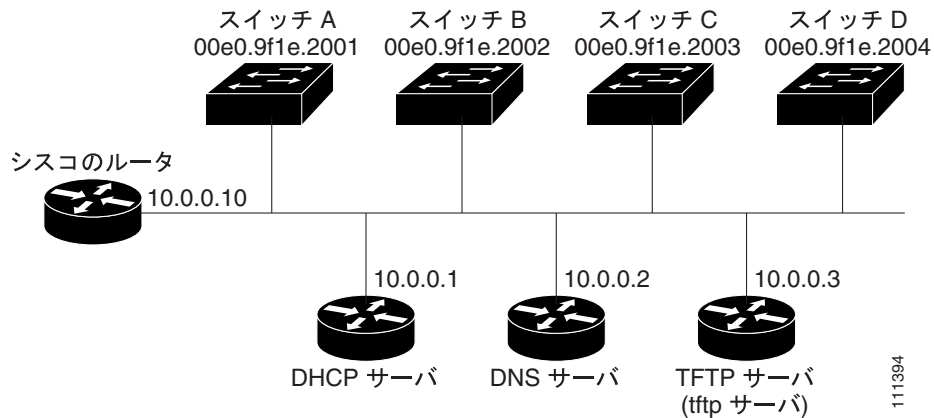 スイッチ A
00e0.9f1e.2001
スイッチ B
00e0.9f1e.2002
スイッチ C
00e0.9f1e.2003
スイッチ D
00e0.9f1e.2004
シスコのルータ
10.0.0.10
10.0.0.1
10.0.0.2
10.0.0.3
DHCP サーバ
DNS サーバ
TFTP サーバ
(tftp サーバ)
111394